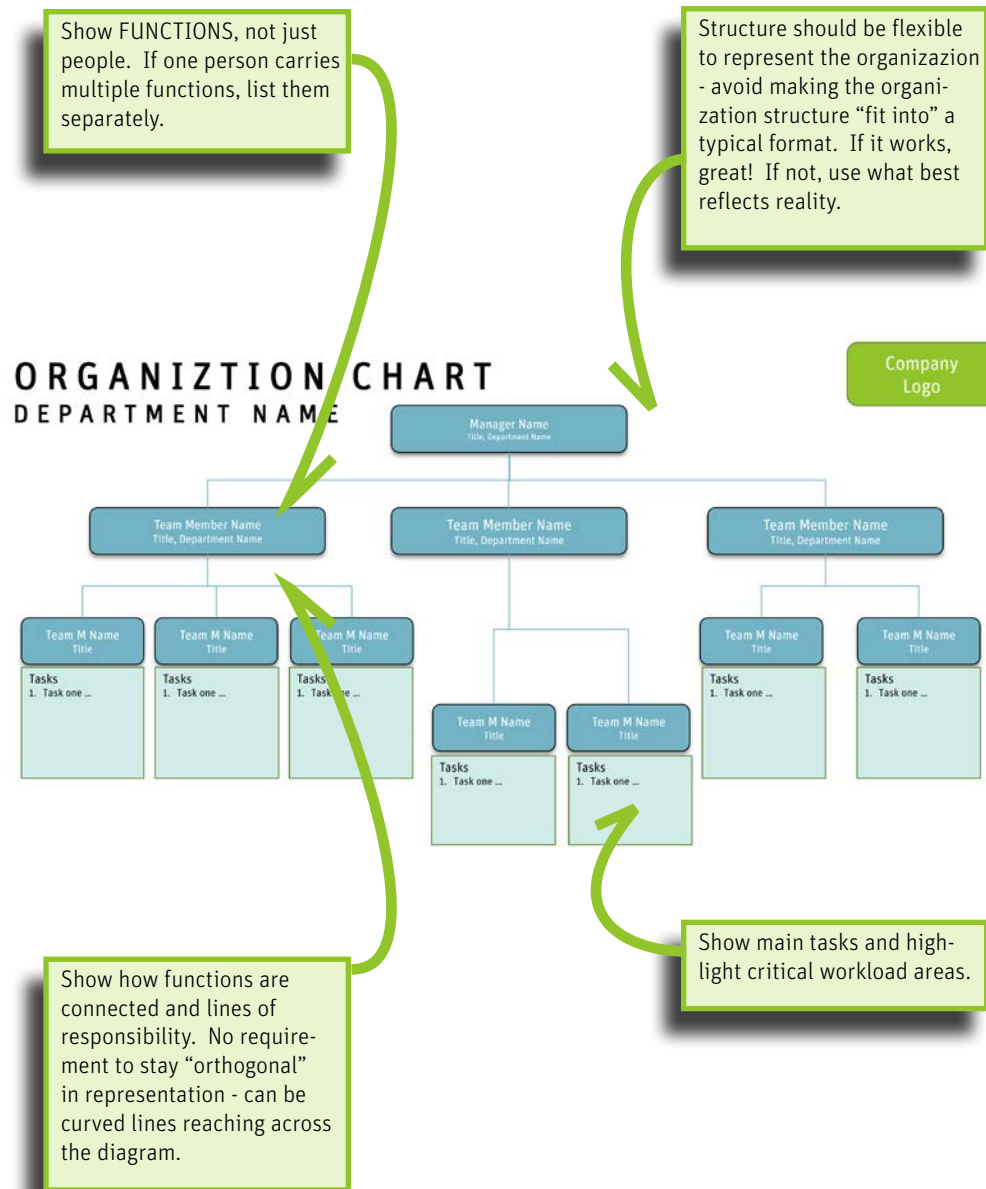 Show FUNCTIONS, not just
people. If one person carries
multiple functions, list them
separately.
Structure should be flexible
to represent the organizazion
- avoid making the organi-
zation structure “fit into” a
typical format. If it works,
great! If not, use what best
reflects reality.
ORGANIZTION CHART
DEPARTMENT NAME
Company
Logo
Manager Name
Title, Department Name
Team Member Name
Title, Department Name
Team Member Name
Title, Department Name
Team Member Name
Title, Department Name
Team M Name
Title
Tasks
1. Task one ...
Team M Name
Title
Tasks
1. Task one ...
Team M Name
Title
Tasks
1. Task one ...
Team M Name
Title
Tasks
1. Task one ...
Team M Name
Title
Tasks
1. Task one ...
Team M Name
Title
Tasks
1. Task one ...
Team M Name
Title
Tasks
1. Task one ...
Show how functions are
connected and lines of
responsibility. No require-
ment to stay “orthogonal”
in representation - can be
curved lines reaching across
the diagram.
Show main tasks and high-
light critical workload areas.